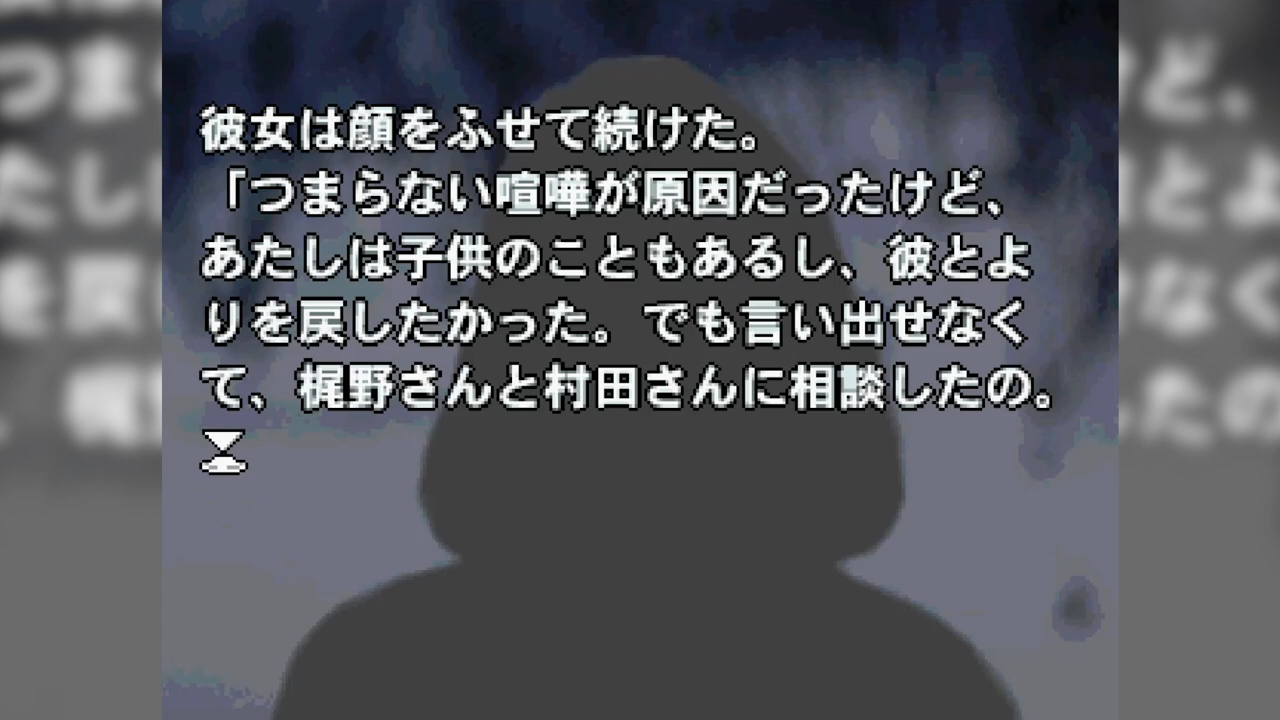 彼女は顔をふせて続けた。
「つまらない喧嘩が原因だったけど、
あたしは子供のこともあるし、彼とよ
りを戻したかった。でも言い出せなく
て、梶野さんと村田さんに相談したの。